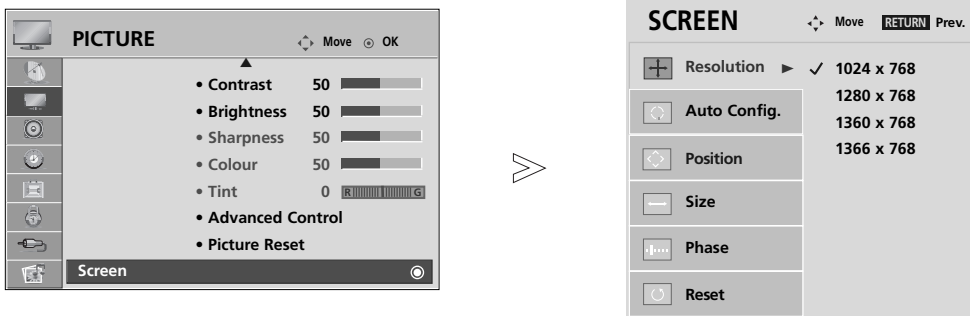 PICTURE
Move OK
• Contrast 50
• Brightness 50
• Sharpness 50
• Colour 50
• Tint 0 R G
• Advanced Control
• Picture Reset
Screen
SCREEN
Move RETURN Prev.
Resolution ► ✓ 1024 x 768
1280 x 768
1360 x 768
1366 x 768
Auto Config.
Position
Size
Phase
Reset